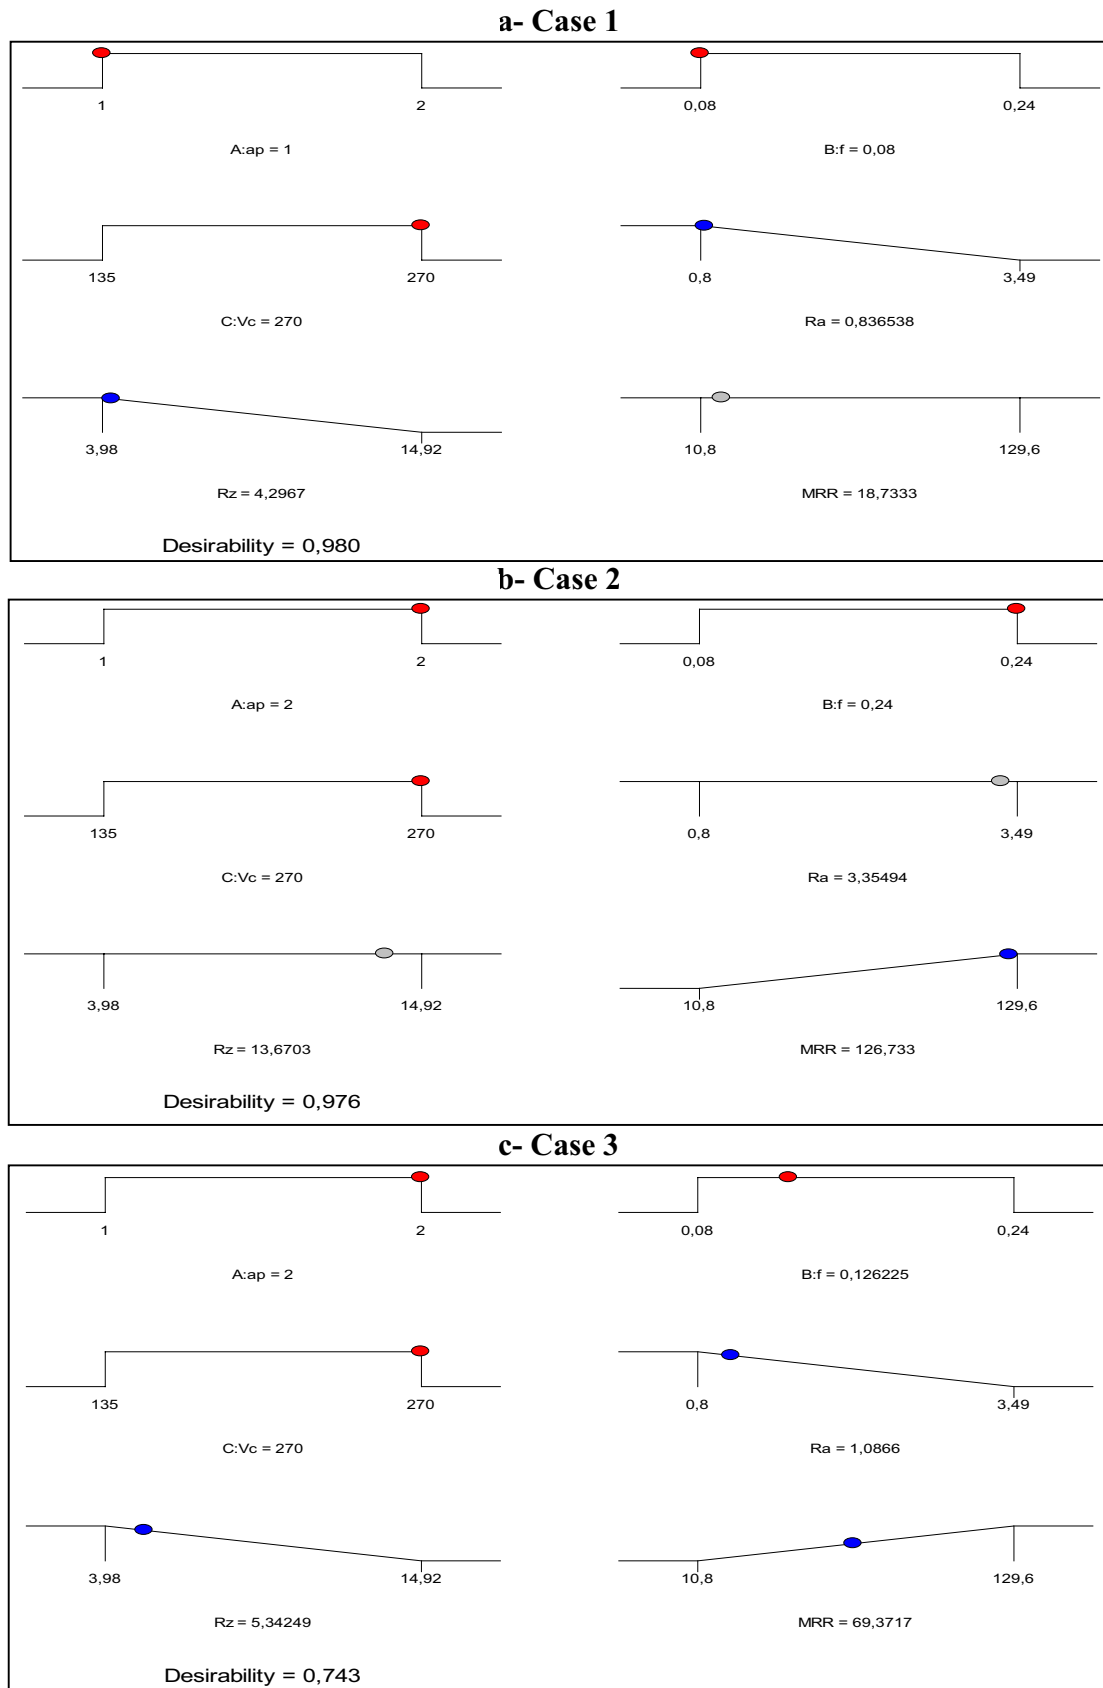 a- Case 1
1 2 0,08 0,24
A:ap = 1 B:f = 0,08
135 270 0,8 3,49
C:Vc = 270 Ra = 0,836538
3,98 14,92 10,8 129,6
Rz = 4,2967 MRR = 18,7333
Desirability = 0,980
b- Case 2
1 2 0,08 0,24
A:ap = 2 B:f = 0,24
135 270 0,8 3,49
C:Vc = 270 Ra = 3,35494
3,98 14,92 10,8 129,6
Rz = 13,6703 MRR = 126,733
Desirability = 0,976
c- Case 3
1 2 0,08 0,24
A:ap = 2 B:f = 0,126225
135 270 0,8 3,49
C:Vc = 270 Ra = 1,0866
3,98 14,92 10,8 129,6
Rz = 5,34249 MRR = 69,3717
Desirability = 0,743